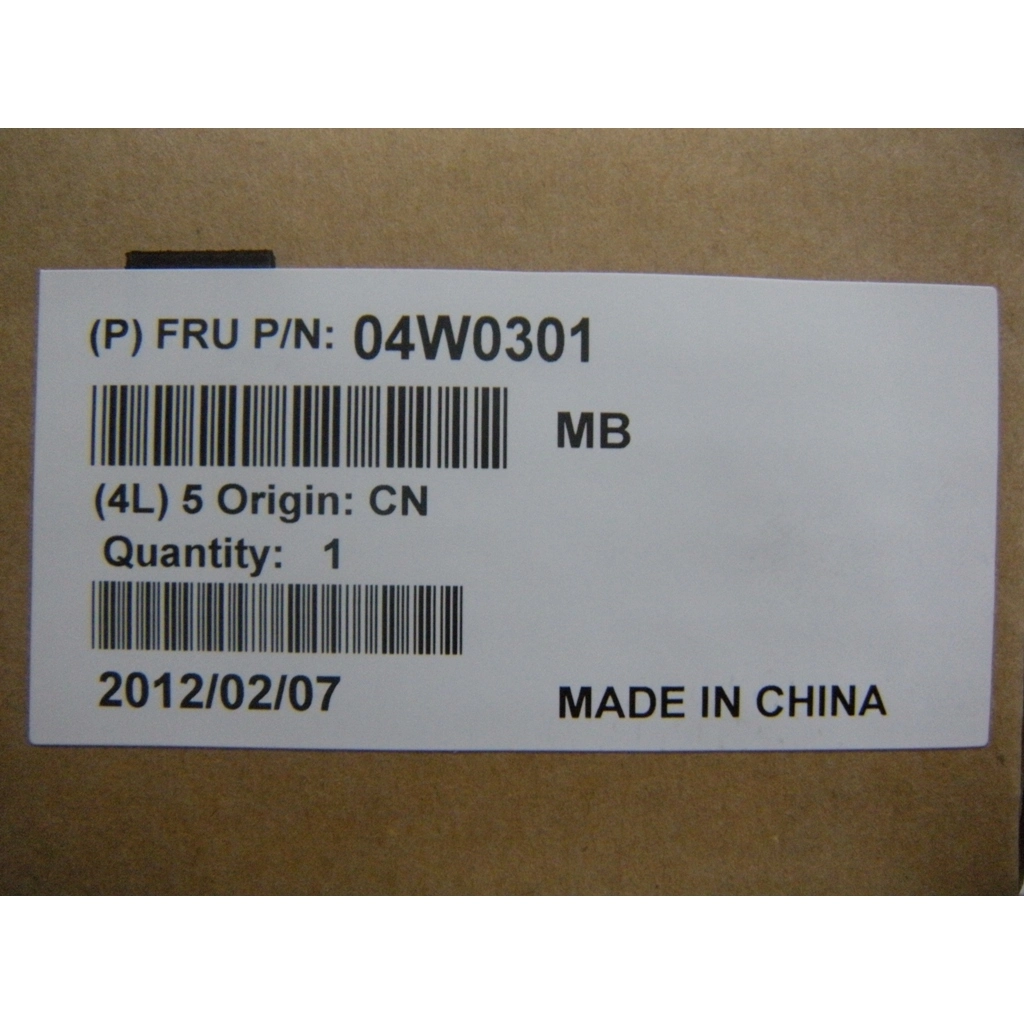 (P) FRU P/N: 04W0301
MB
(4L) 5 Origin: CN
Quantity: 1
2012/02/07
MADE IN CHINA